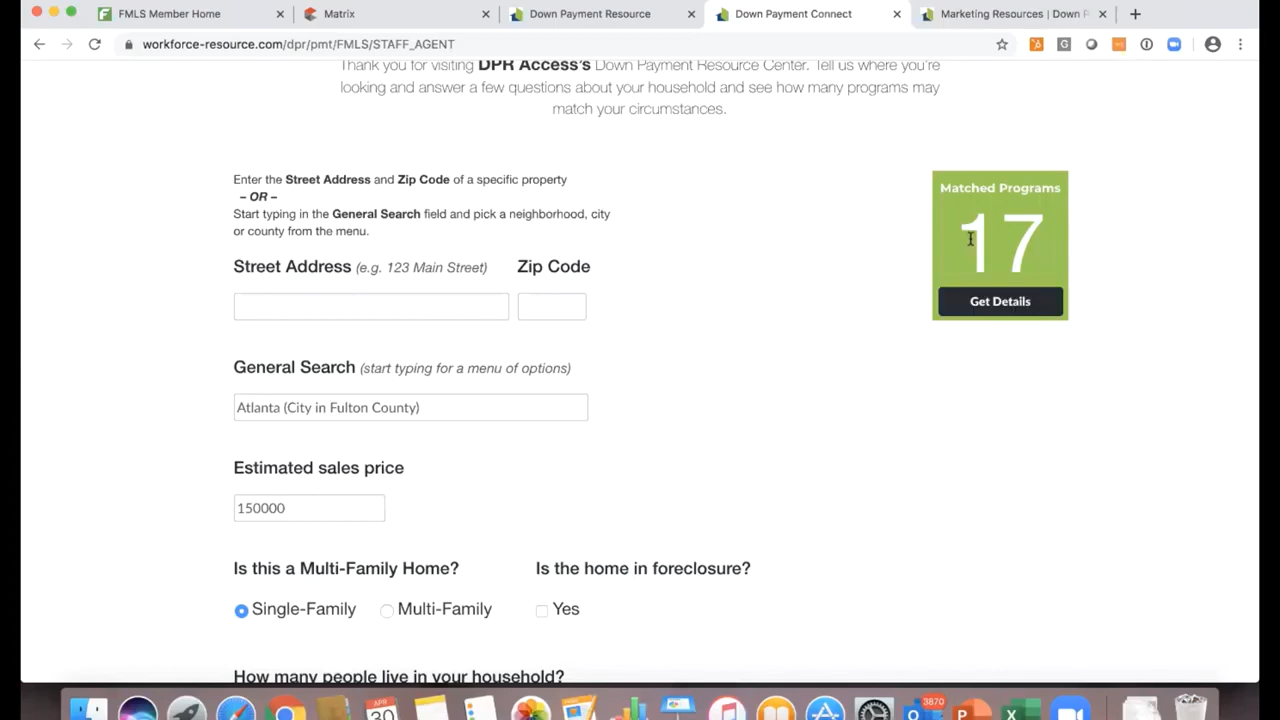 FMLS Member Home
Matrix
Down Payment Resource
Down Payment Connect
Marketing Resources | Down P
workforce-resource.com/dpr/pmt/FMLS/STAFF_AGENT
Thank you for visiting DPR Access's Down Payment Resource Center. Tell us where you're
looking and answer a few questions about your household and see how many programs may
match your circumstances.
Enter the Street Address and Zip Code of a specific property
– OR –
Start typing in the General Search field and pick a neighborhood, city
or county from the menu.
Matched Programs
17
Get Details
Street Address (e.g. 123 Main Street) Zip Code
General Search (start typing for a menu of options)
Atlanta (City in Fulton County)
Estimated sales price
150000
Is this a Multi-Family Home? Is the home in foreclosure?
Single-Family Multi-Family Yes
How many people live in your household?
APR
30
3870